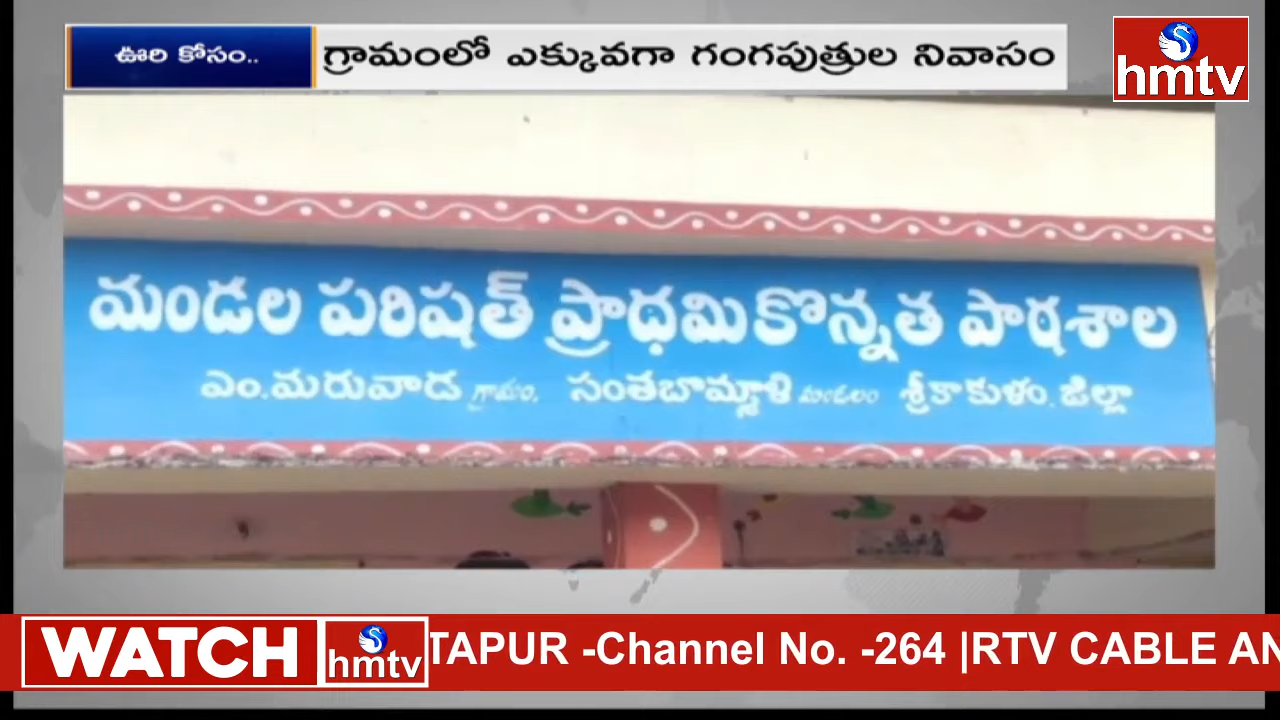 ఊరి కోసం.. గ్రామంలో ఎక్కువగా గంగపుత్రుల నివాసం
hmtv
మండల పరిషత్ ప్రాధమికొన్నత పాఠశాల
ఎం.మరువాడ గ్రామం. సంతబొమ్మాళి మండలం శ్రీకాకుళం.జిల్లా
WATCH hmtv TAPUR -Channel No. -264 |RTV CABLE AN